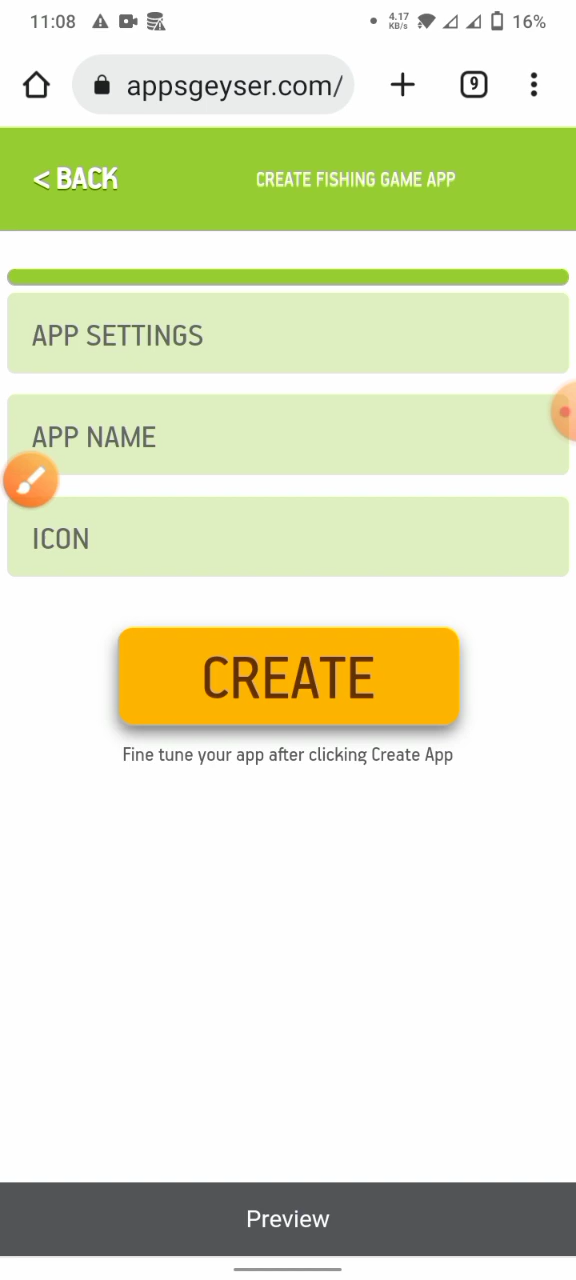 11:08 4.17 KB/s 16%
appsgeyser.com/ 9
< BACK CREATE FISHING GAME APP
APP SETTINGS
APP NAME
ICON
CREATE
Fine tune your app after clicking Create App
Preview